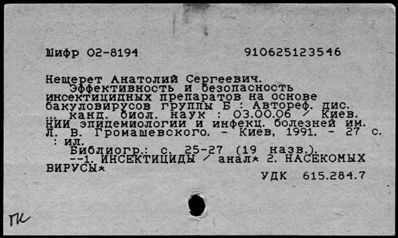 Шифр О2-8194 910625123546
Нещерет Анатолий Сергеевич.
Эффективность и безопасность
инсектицидных препаратов на основе
бакуловирусов группы Б : Автореф. дис.
... канд. биол. наук : 03.00.06 / Киев.
НИИ эпидемиологии и инфекц. болезней им.
Л. В. Громашевского. - Киев, 1991. - 27 с.
: ил.
Библиогр.: с. 25-27 (19 назв.).
--1. ИНСЕКТИЦИДЫ / анал* 2. НАСЕКОМЫХ
ВИРУСЫ*
УДК 615.284.7
ПК